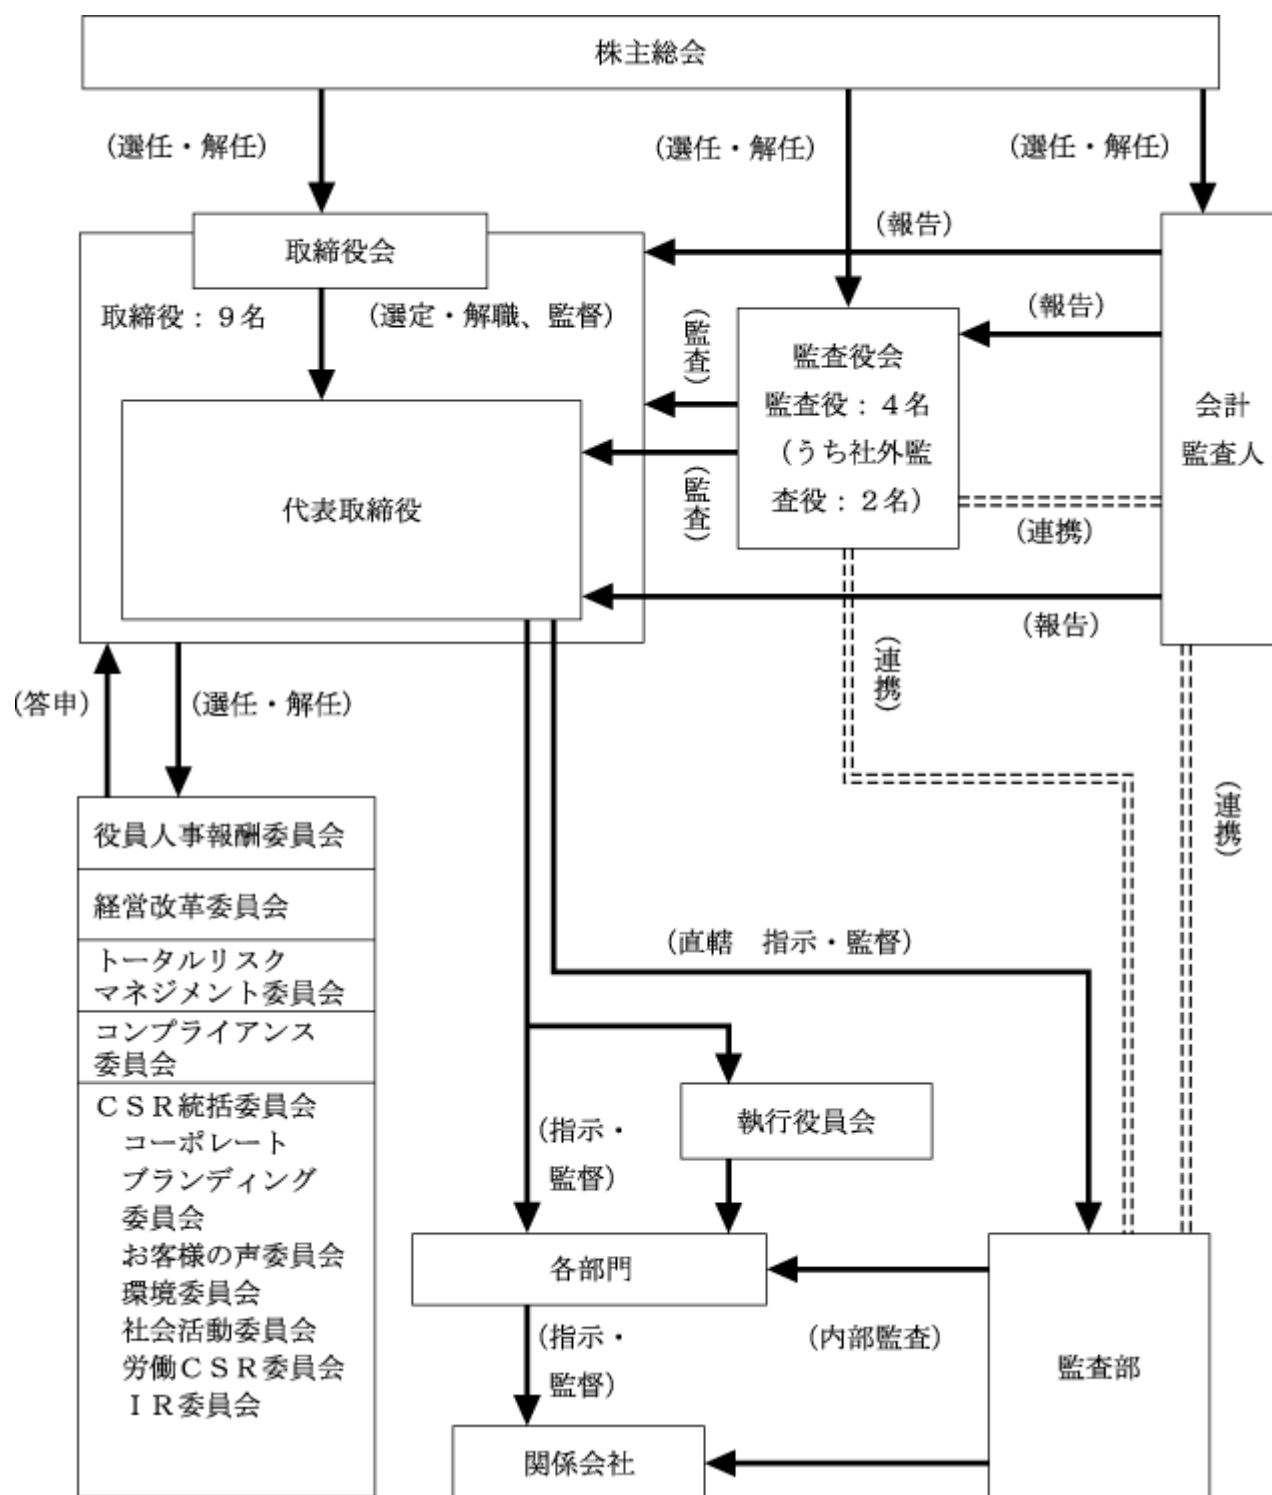 株主総会
（選任・解任）
（選任・解任）
（選任・解任）
取締役会
（報告）
取締役：９名
（選定・解職、監督）
（監査）
（報告）
監査役会
監査役：４名
（うち社外監
査役：２名）
会計
監査人
代表取締役
（監査）
（連携）
（報告）
（連携）
（答申）
（選任・解任）
（連携）
役員人事報酬委員会
経営改革委員会
トータルリスク
マネジメント委員会
コンプライアンス
委員会
ＣＳＲ統括委員会
コーポレート
ブランディング
委員会
お客様の声委員会
環境委員会
社会活動委員会
労働ＣＳＲ委員会
ＩＲ委員会
（直轄　指示・監督）
執行役員会
（指示・
監督）
各部門
（指示・
監督）
（内部監査）
監査部
関係会社